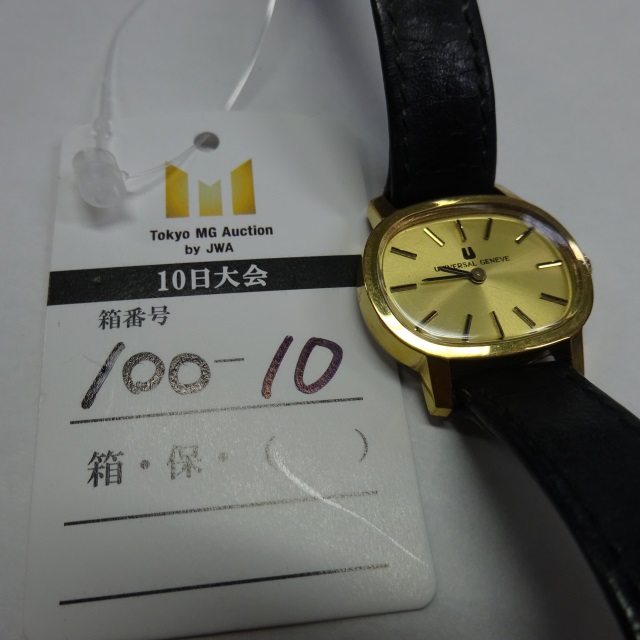 Tokyo MG Auction
by JWA
10日大会
箱番号
100-10
箱・保・（ ）
U
UNIVERSAL GENEVE